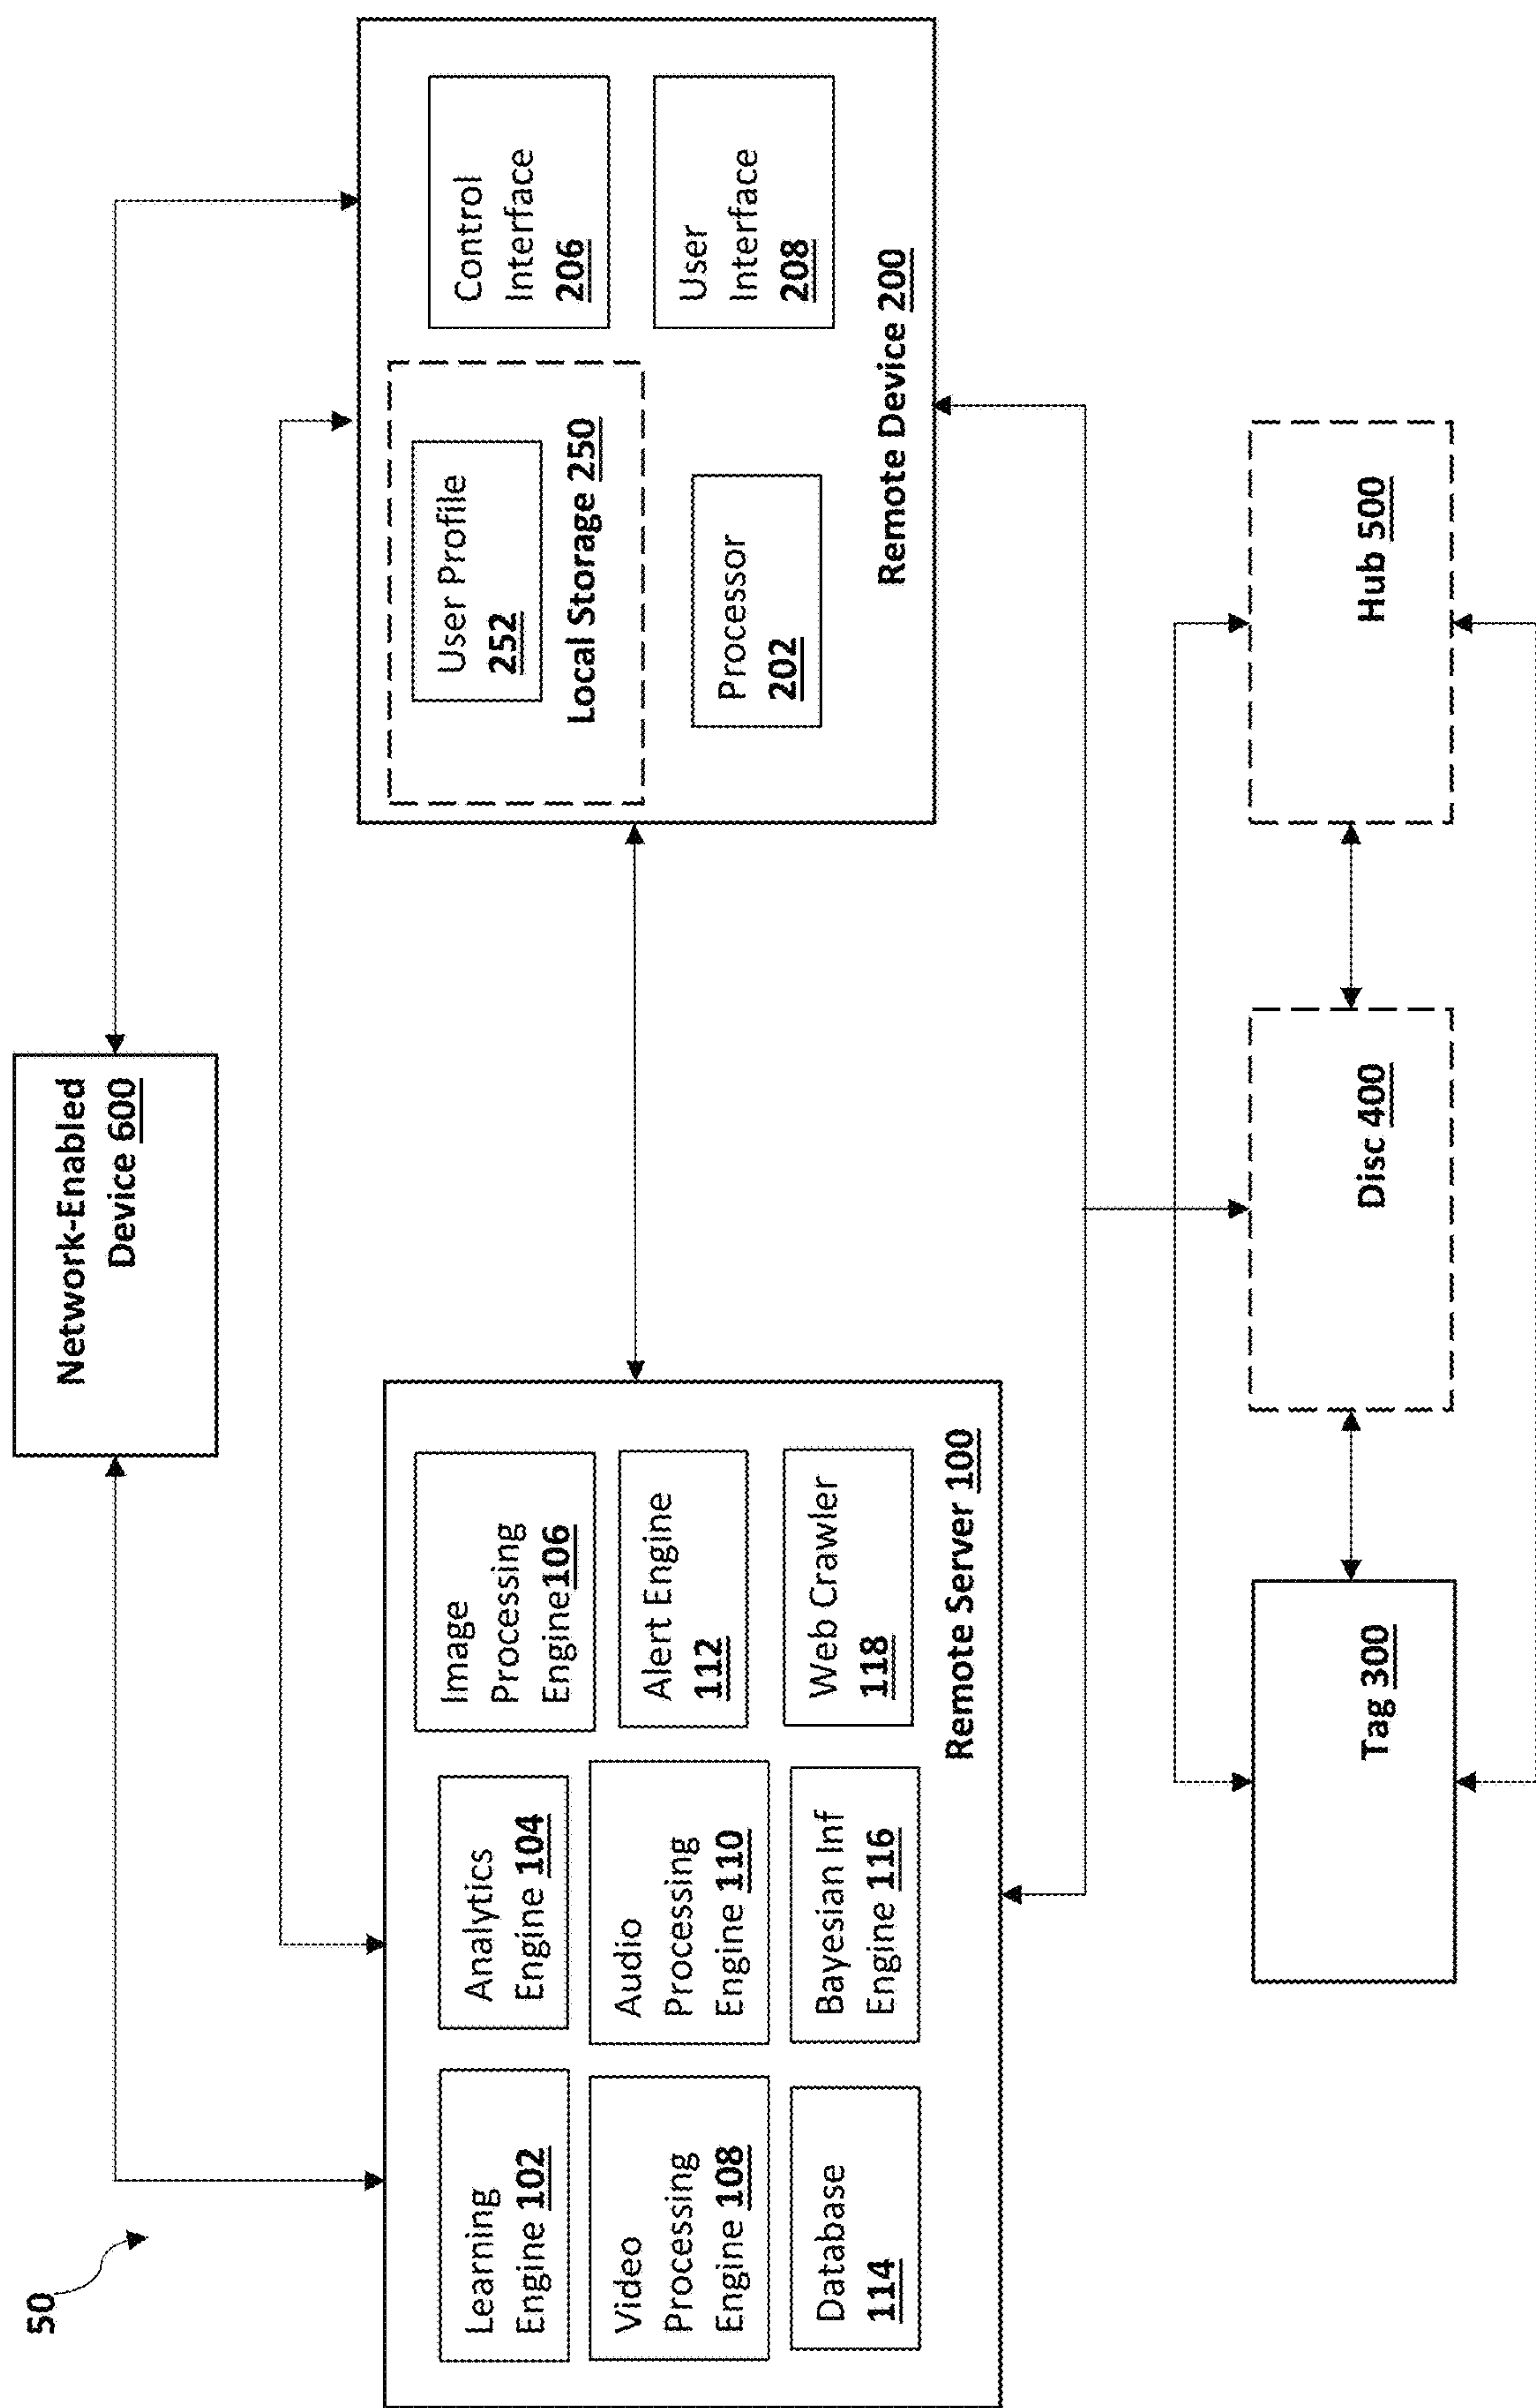 50
Network-Enabled
Device 600
Learning
Engine 102
Analytics
Engine 104
Image
Processing
Engine106
Video
Processing
Engine 108
Audio
Processing
Engine 110
Alert Engine
112
Database
114
Bayesian Inf
Engine 116
Web Crawler
118
Remote Server 100
User Profile
252
Local Storage 250
Control
Interface
206
Processor
202
User
Interface
208
Remote Device 200
Tag 300
Disc 400
Hub 500